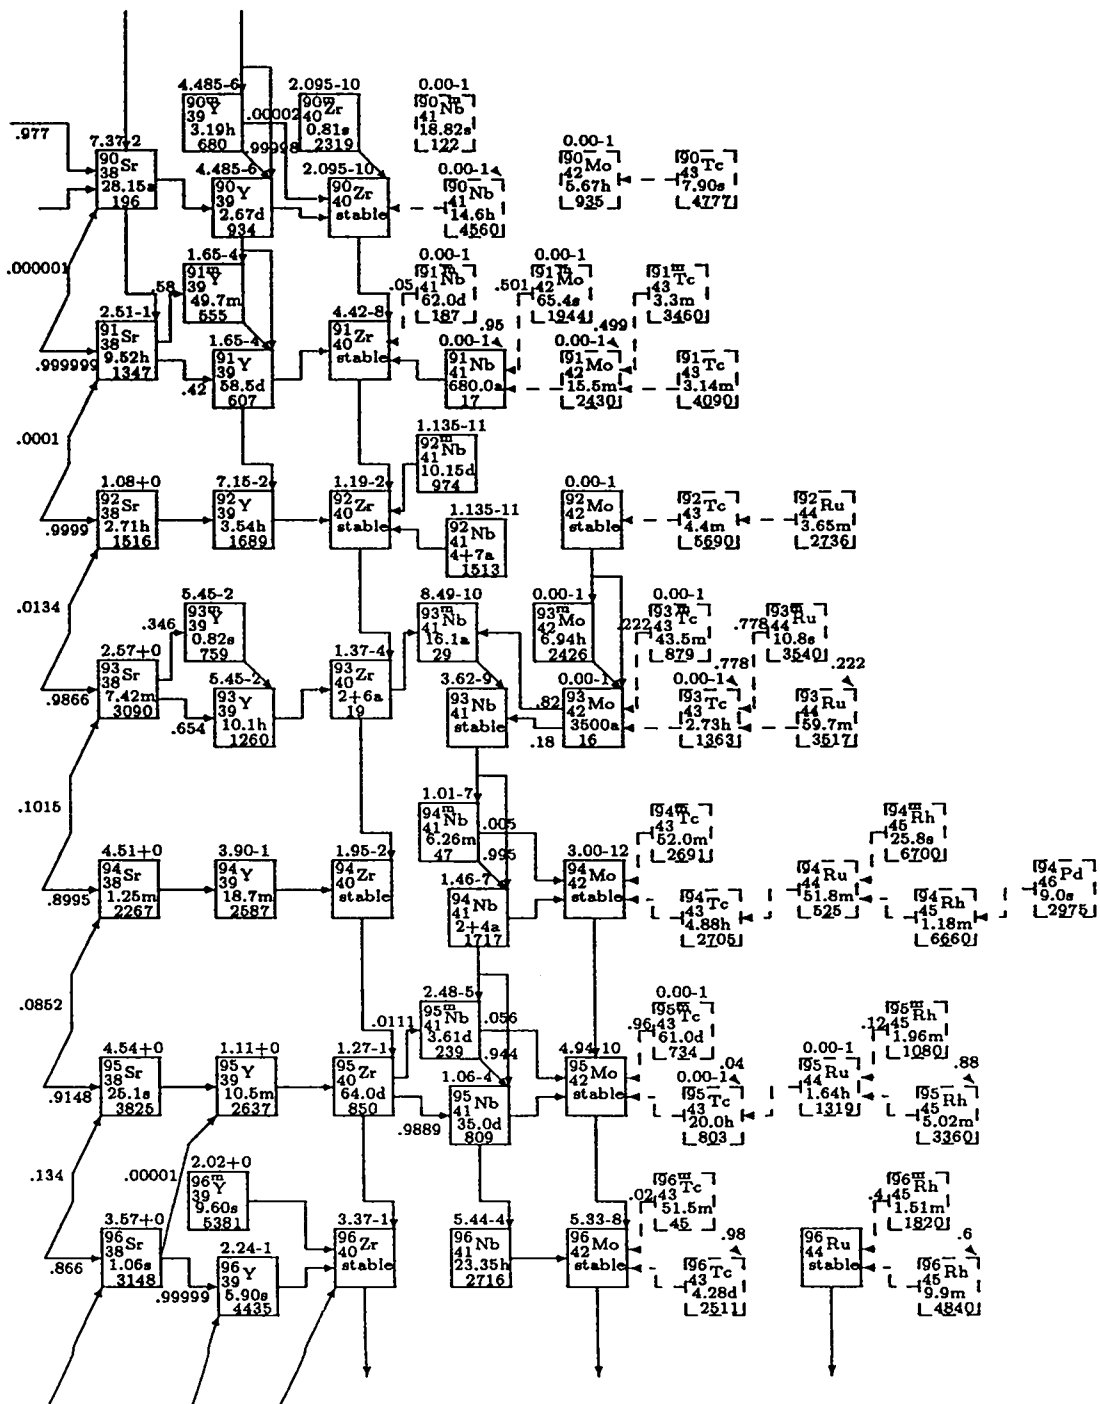 4.485-6
90m Y
39
3.19h
680
.00002
.99998
2.095-10
90m Zr
40
0.81s
2319
0.00-1
90m Nb
41
18.82s
122
.977
7.37-2
90 Sr
38
28.15a
196
4.485-6
90 Y
39
2.67d
934
2.095-10
90 Zr
40
stable
0.00-1
90 Nb
41
14.6h
4560
0.00-1
90 Mo
42
5.67h
935
90 Tc
43
7.90s
4777
.000001
1.65-4
91m Y
39
49.7m
555
.58
0.00-1
91m Nb
41
62.0d
187
.05
0.00-1
91m Mo
42
65.4s
1944
.501
91m Tc
43
3.3m
3460
.499
2.51-1
91 Sr
38
9.52h
1347
.999999
.42
1.65-4
91 Y
39
58.5d
607
4.42-8
91 Zr
40
stable
.95
0.00-1
91 Nb
41
680.0a
17
0.00-1
91 Mo
42
15.5m
2430
91 Tc
43
3.14m
4090
.0001
1.135-11
92m Nb
41
10.15d
974
1.08+0
92 Sr
38
2.71h
1516
.9999
7.15-2
92 Y
39
3.54h
1689
1.19-2
92 Zr
40
stable
1.135-11
92 Nb
41
4+7a
1513
0.00-1
92 Mo
42
stable
92 Tc
43
4.4m
5690
92 Ru
44
3.65m
2736
.0134
5.45-2
93m Y
39
0.82s
759
.346
8.49-10
93m Nb
41
16.1a
29
0.00-1
93m Mo
42
6.94h
2426
.222
0.00-1
93m Tc
43
43.5m
879
.778
93m Ru
44
10.8s
3540
2.57+0
93 Sr
38
7.42m
3090
.9866
.654
5.45-2
93 Y
39
10.1h
1260
1.37-4
93 Zr
40
2+6a
19
3.62-9
93 Nb
41
stable
.82
.18
0.00-1
93 Mo
42
3500a
16
.778
0.00-1
93 Tc
43
2.73h
1363
.222
93 Ru
44
59.7m
3517
.1015
1.01-7
94m Nb
41
6.26m
47
.005
.995
94m Tc
43
52.0m
2691
94m Rh
45
25.8s
6700
4.51+0
94 Sr
38
1.25m
2267
.8995
3.90-1
94 Y
39
18.7m
2587
1.95-2
94 Zr
40
stable
1.46-7
94 Nb
41
2+4a
1717
3.00-12
94 Mo
42
stable
94 Tc
43
4.88h
2705
94 Ru
44
51.8m
525
94 Rh
45
1.18m
6660
94 Pd
46
9.0s
2975
.0852
2.48-5
95m Nb
41
3.61d
239
.0111
.056
.944
0.00-1
95m Tc
43
61.0d
734
.96
95m Rh
45
1.96m
1080
.12
4.54+0
95 Sr
38
25.1s
3825
.9148
1.11+0
95 Y
39
10.5m
2637
1.27-1
95 Zr
40
64.0d
850
.9889
1.06-4
95 Nb
41
35.0d
809
4.94-10
95 Mo
42
stable
.04
0.00-1
95 Tc
43
20.0h
803
0.00-1
95 Ru
44
1.64h
1319
.88
95 Rh
45
5.02m
3360
.134
.00001
2.02+0
96m Y
39
9.60s
5381
96m Tc
43
51.5m
45
.02
96m Rh
45
1.51m
1820
.4
3.57+0
96 Sr
38
1.06s
3148
.866
.99999
2.24-1
96 Y
39
5.90s
4435
3.37-1
96 Zr
40
stable
5.44-4
96 Nb
41
23.35h
2716
5.33-8
96 Mo
42
stable
.98
96 Tc
43
4.28d
2511
96 Ru
44
stable
.6
96 Rh
45
9.9m
4840